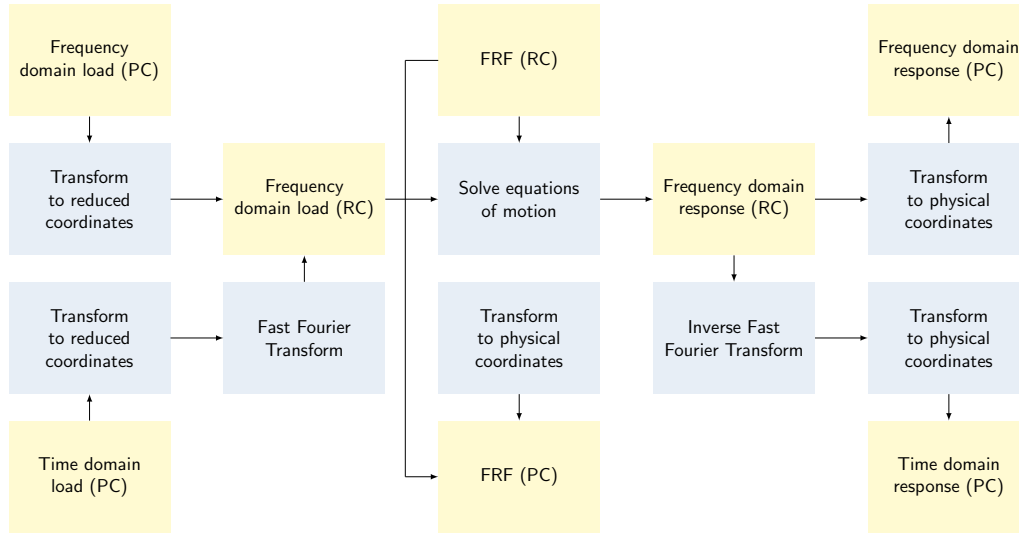 Frequency
domain load (PC)
FRF (RC)
Frequency domain
response (PC)
Transform
to reduced
coordinates
Frequency
domain load (RC)
Solve equations
of motion
Frequency domain
response (RC)
Transform
to physical
coordinates
Transform
to reduced
coordinates
Fast Fourier
Transform
Transform
to physical
coordinates
Inverse Fast
Fourier Transform
Transform
to physical
coordinates
Time domain
load (PC)
FRF (PC)
Time domain
response (PC)